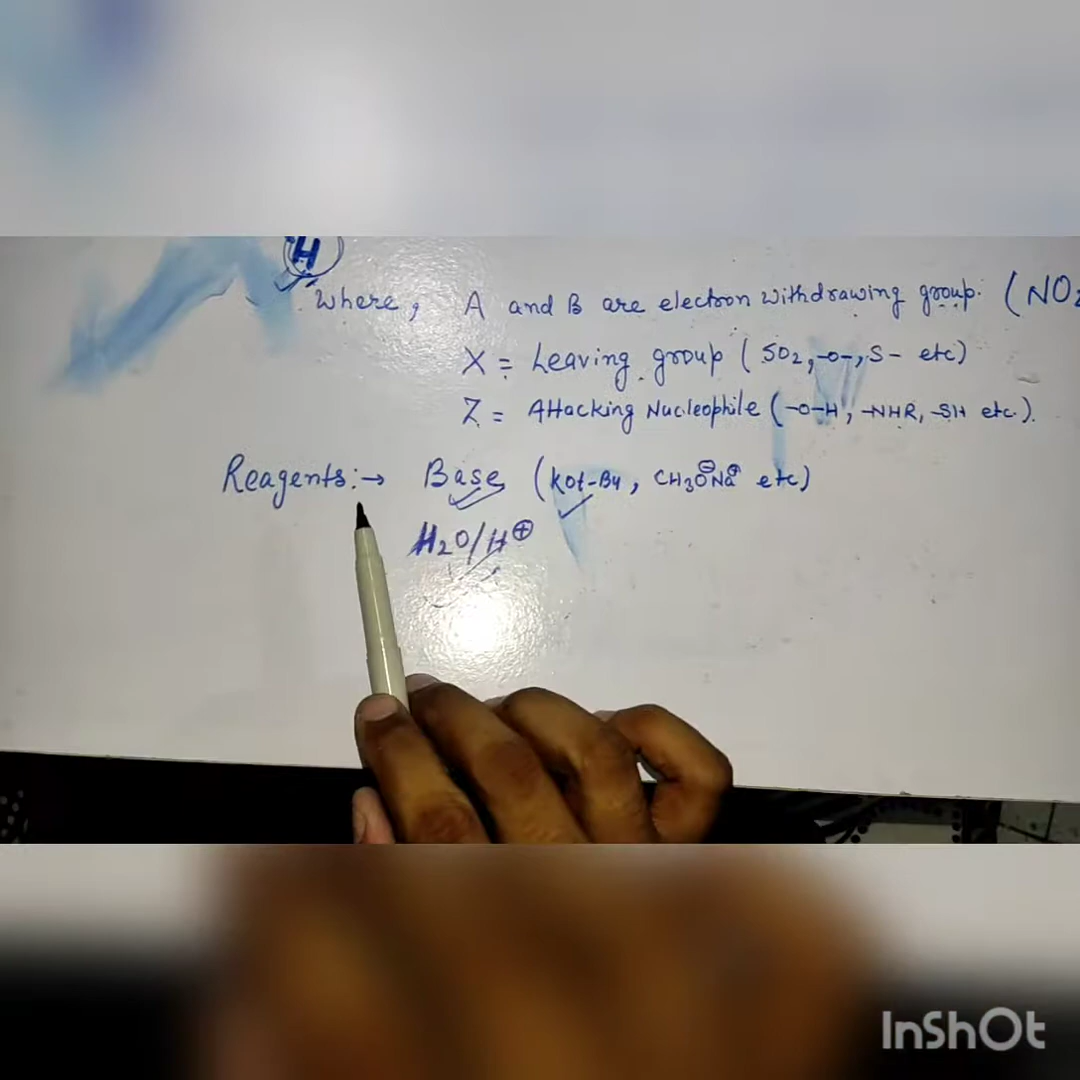 H
Where, A and B are electron withdrawing group. (NO2
X = Leaving group (SO2, -O-, S- etc)
Z = Attacking Nucleophile (-O-H, -NHR, -SH etc.).
Reagents:→ Base (Kot-Bu, CH3O⊖Na⊕ etc)
H2O/H⊕
InShOt